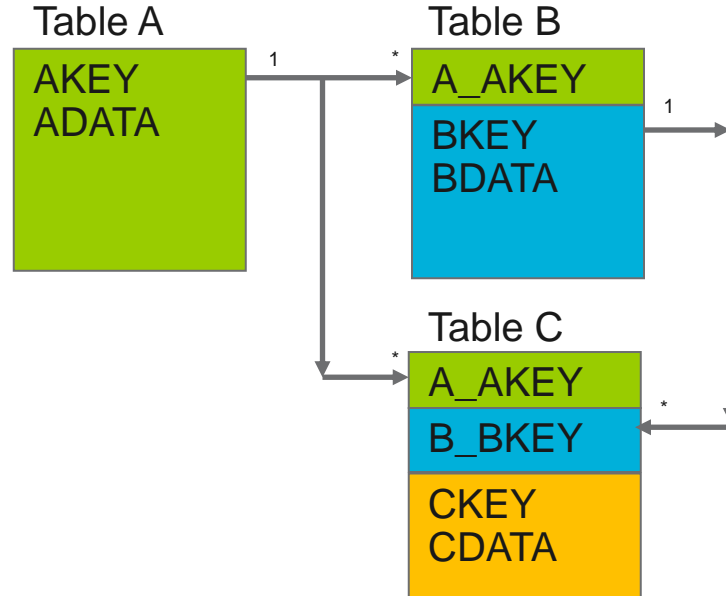 Table A
AKEY
ADATA
1
*
Table B
A_AKEY
BKEY
BDATA
1
Table C
*
A_AKEY
B_BKEY
*
CKEY
CDATA